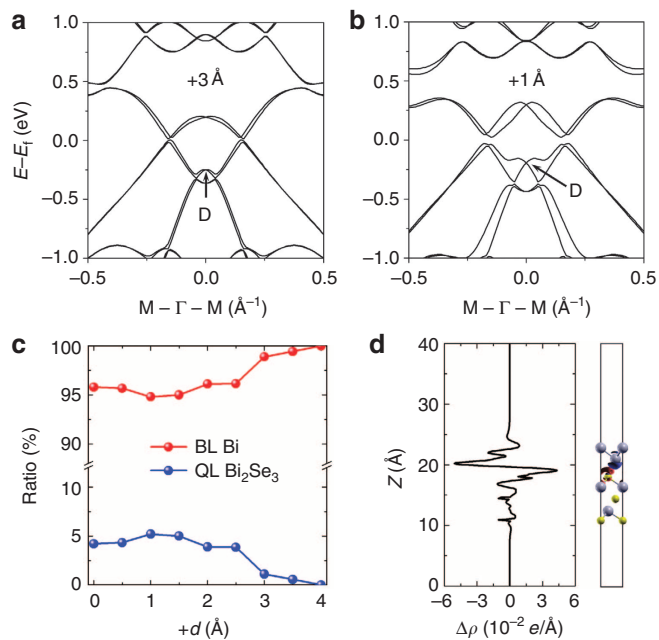 a
1.0
0.5
0.0
−0.5
−1.0
E−Ef (eV)
+3 Å
D
−0.5 0.0 0.5
M − Γ − M (Å−1)
b
1.0
0.5
0.0
−0.5
−1.0
+1 Å
D
−0.5 0.0 0.5
M − Γ − M (Å−1)
c
100
95
90
10
5
0
Ratio (%)
BL Bi
QL Bi2Se3
0 1 2 3 4
+d (Å)
d
40
30
20
10
0
Z (Å)
−6 −3 0 3 6
Δρ (10−2 e/Å)